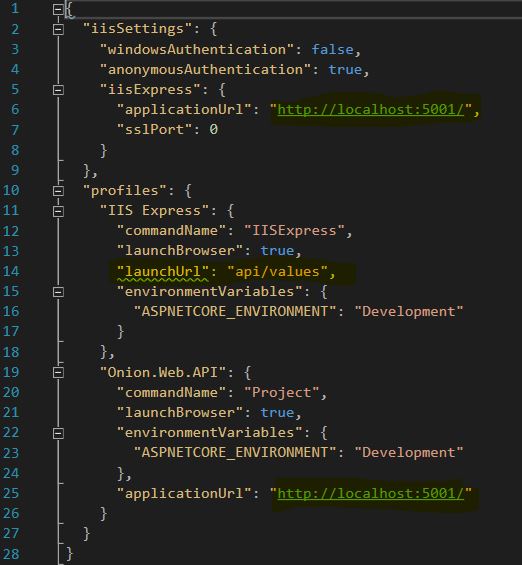 1 {
2 "iisSettings": {
3 "windowsAuthentication": false,
4 "anonymousAuthentication": true,
5 "iisExpress": {
6 "applicationUrl": "http://localhost:5001/",
7 "sslPort": 0
8 }
9 },
10 "profiles": {
11 "IIS Express": {
12 "commandName": "IISExpress",
13 "launchBrowser": true,
14 "launchUrl": "api/values",
15 "environmentVariables": {
16 "ASPNETCORE_ENVIRONMENT": "Development"
17 }
18 },
19 "Onion.Web.API": {
20 "commandName": "Project",
21 "launchBrowser": true,
22 "environmentVariables": {
23 "ASPNETCORE_ENVIRONMENT": "Development"
24 },
25 "applicationUrl": "http://localhost:5001/"
26 }
27 }
28 }